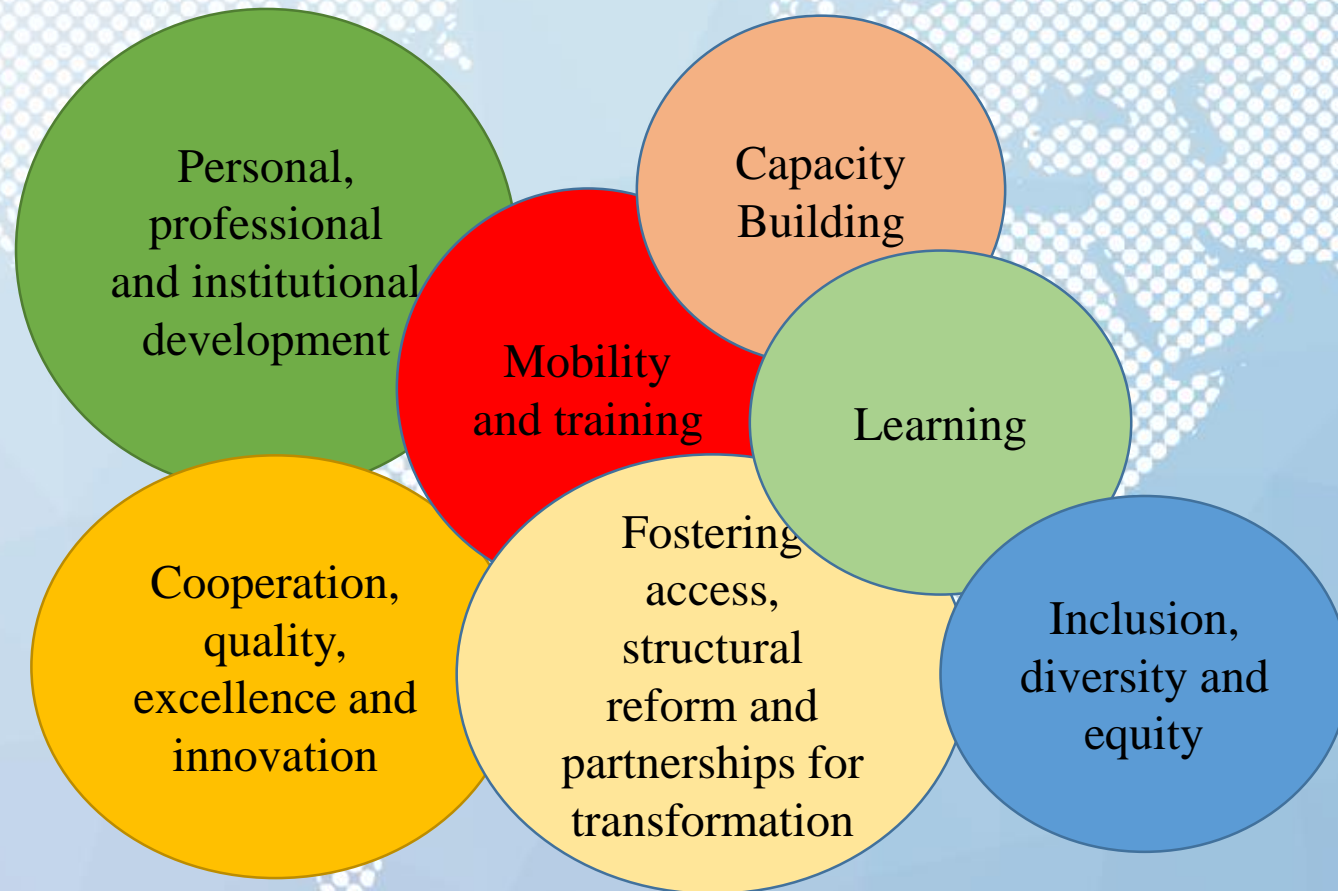 Personal,
professional
and institutional
development
Capacity
Building
Mobility
and training
Learning
Cooperation,
quality,
excellence and
innovation
Fostering
access,
structural
reform and
partnerships for
transformation
Inclusion,
diversity and
equity